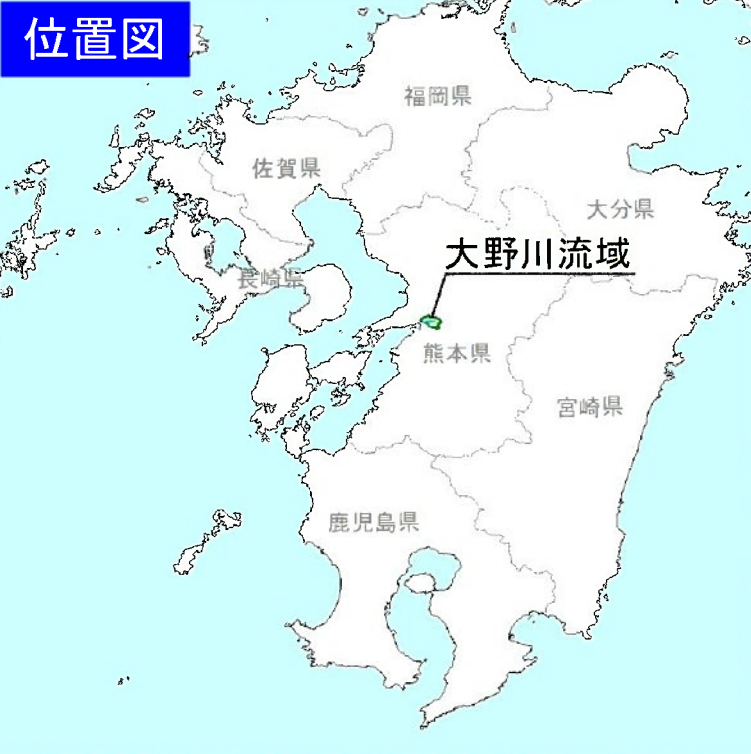 位置図
福岡県
佐賀県
大分県
大野川流域
長崎県
熊本県
宮崎県
鹿児島県